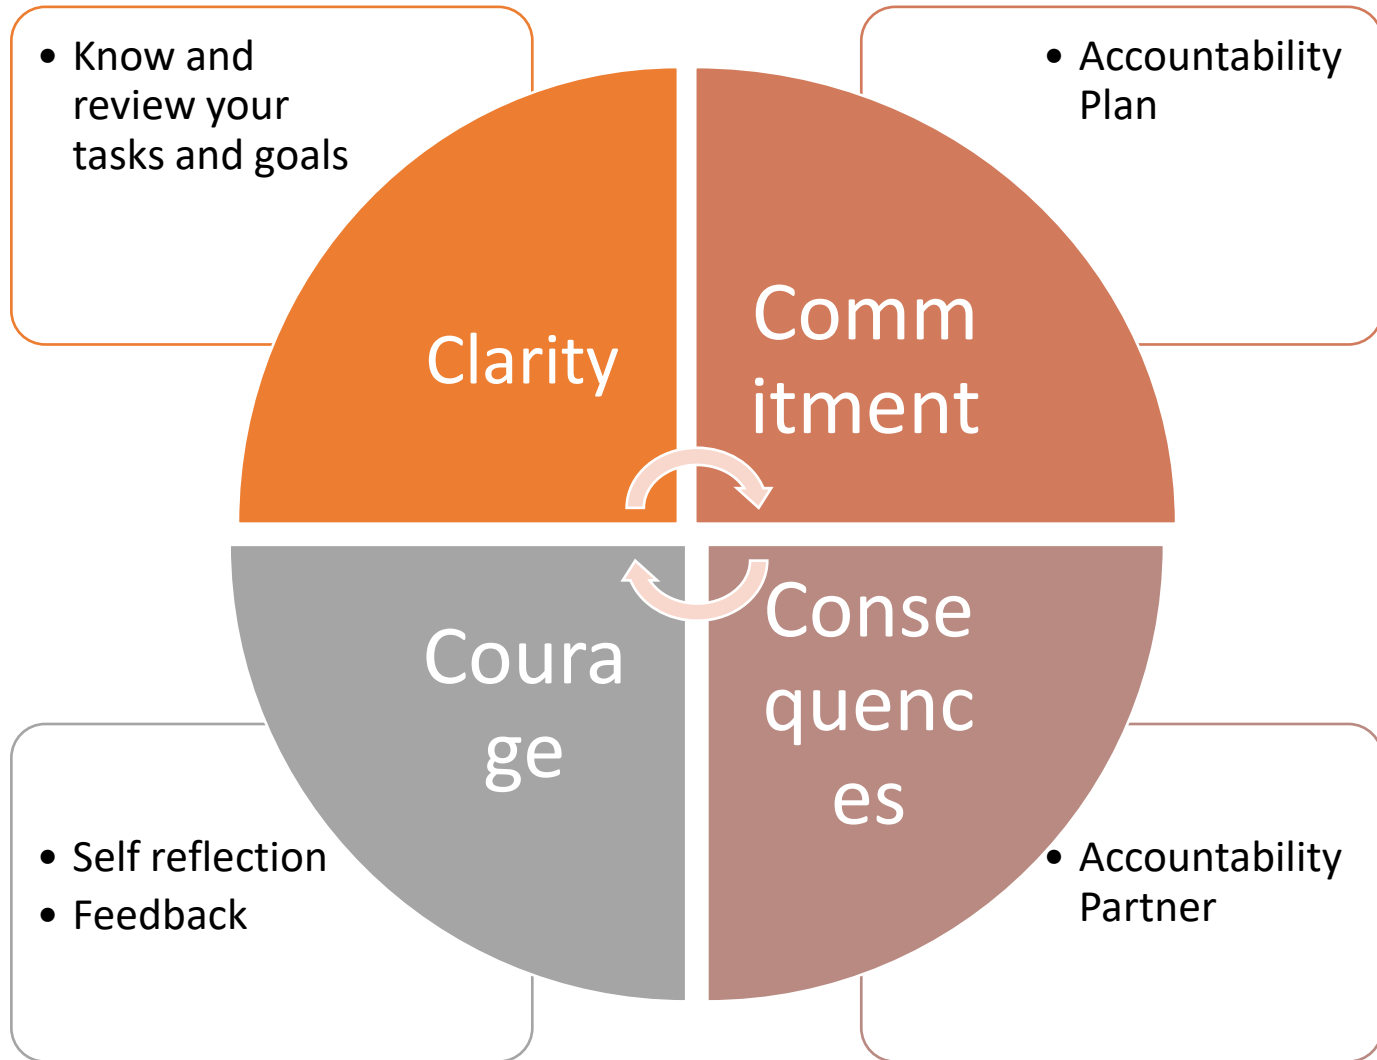 • Know and
review your
tasks and goals
• Accountability
Plan
Clarity
Comm
itment
Coura
ge
Conse
quenc
es
• Self reflection
• Feedback
• Accountability
Partner